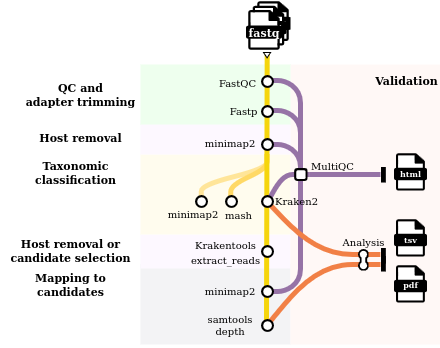 fastq
QC and
adapter trimming
FastQC
Fastp
Validation
Host removal
minimap2
Taxonomic
classification
MultiQC
html
minimap2
mash
Kraken2
Host removal or
candidate selection
Krakentools
extract_reads
Analysis
tsv
Mapping to
candidates
minimap2
pdf
samtools
depth